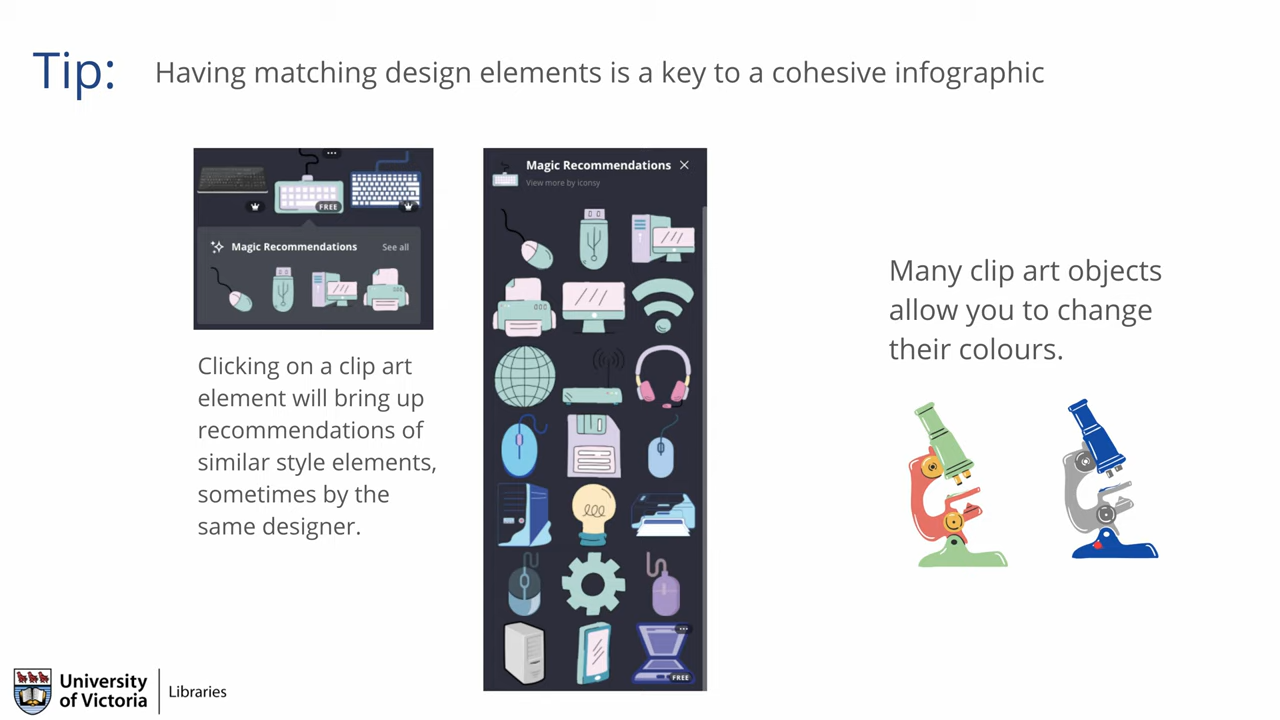 Tip:
Having matching design elements is a key to a cohesive infographic
FREE
Magic Recommendations
See all
Clicking on a clip art
element will bring up
recommendations of
similar style elements,
sometimes by the
same designer.
Magic Recommendations
View more by iconsy
FREE
Many clip art objects
allow you to change
their colours.
University
of Victoria
Libraries